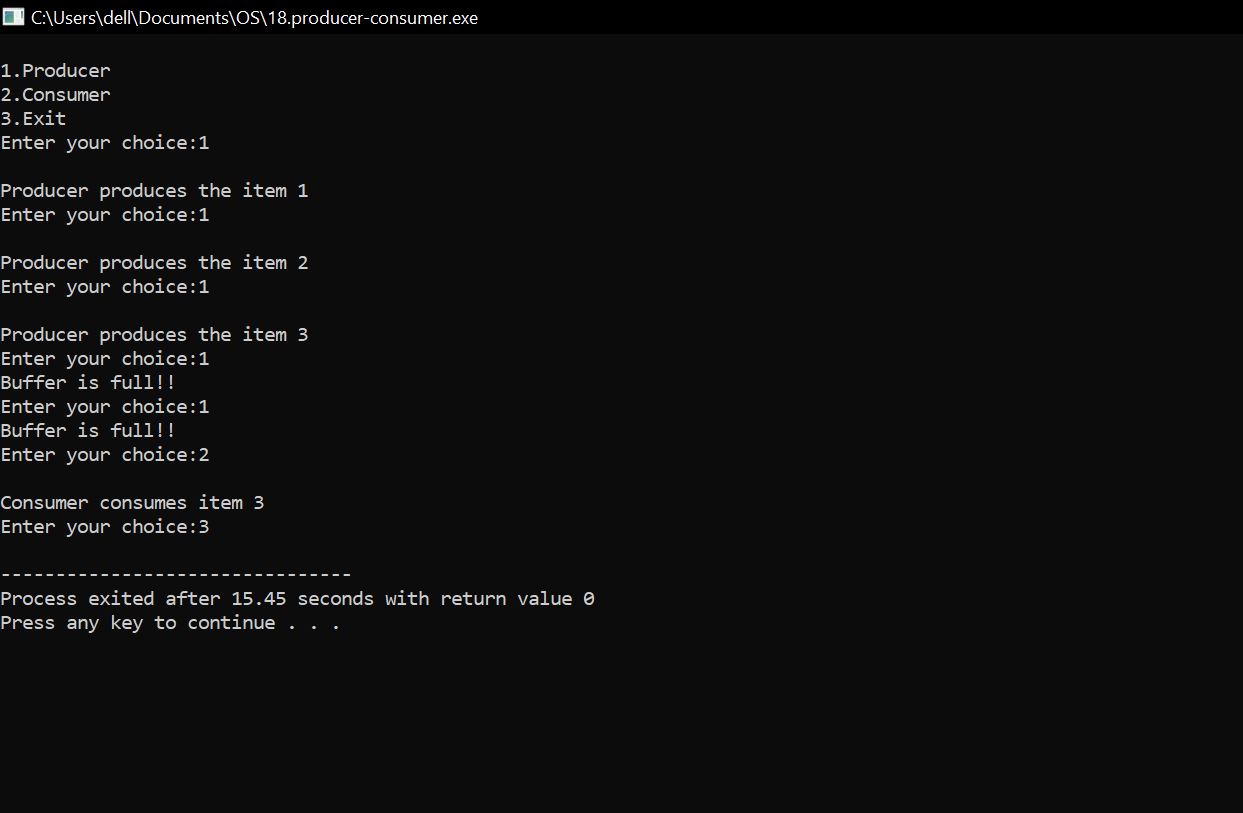 C:\Users\dell\Documents\OS\18.producer-consumer.exe
1.Producer
2.Consumer
3.Exit
Enter your choice:1
Producer produces the item 1
Enter your choice:1
Producer produces the item 2
Enter your choice:1
Producer produces the item 3
Enter your choice:1
Buffer is full!!
Enter your choice:1
Buffer is full!!
Enter your choice:2
Consumer consumes item 3
Enter your choice:3
--------------------------------
Process exited after 15.45 seconds with return value 0
Press any key to continue . . .